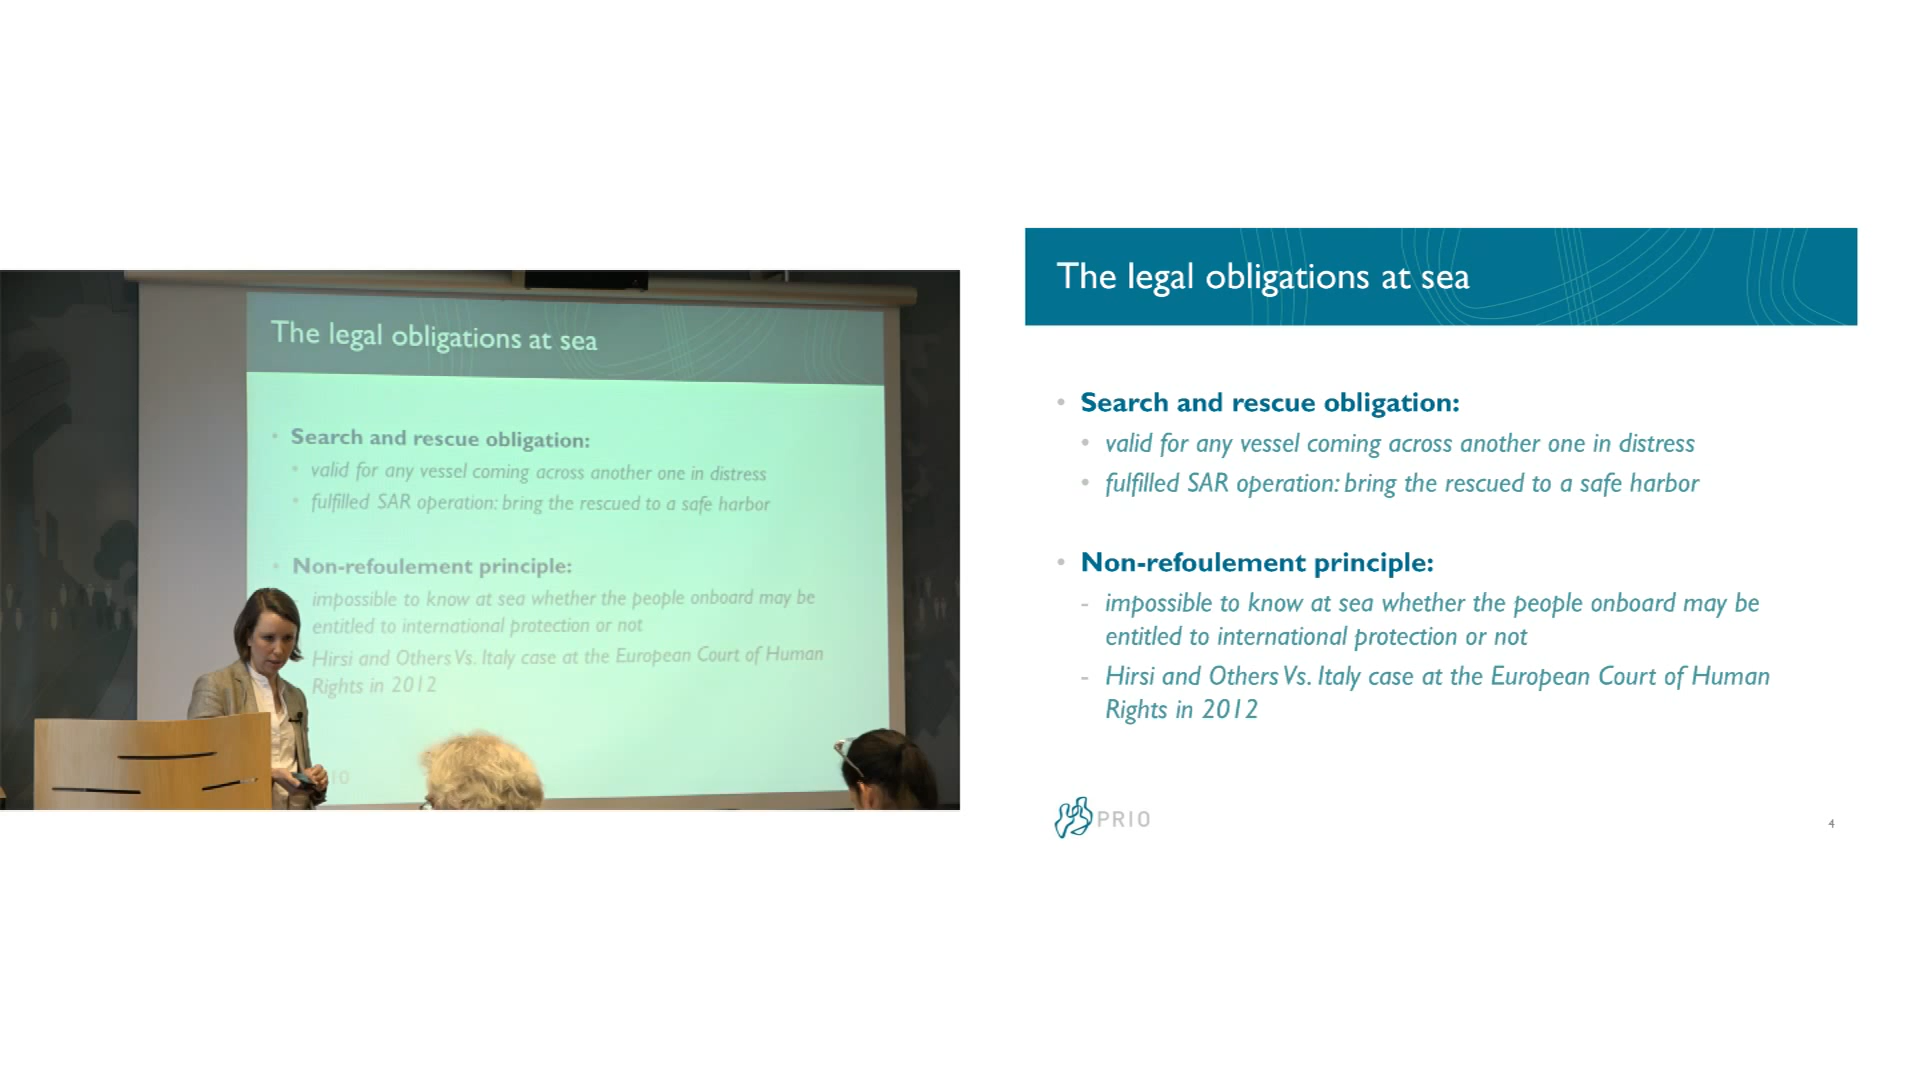 The legal obligations at sea
• Search and rescue obligation:
• valid for any vessel coming across another one in distress
• fulfilled SAR operation: bring the rescued to a safe harbor
• Non-refoulement principle:
impossible to know at sea whether the people onboard may be
entitled to international protection or not
Hirsi and Others Vs. Italy case at the European Court of Human
Rights in 2012
IO
The legal obligations at sea
• Search and rescue obligation:
• valid for any vessel coming across another one in distress
• fulfilled SAR operation: bring the rescued to a safe harbor
• Non-refoulement principle:
- impossible to know at sea whether the people onboard may be
entitled to international protection or not
- Hirsi and Others Vs. Italy case at the European Court of Human
Rights in 2012
PRIO
4